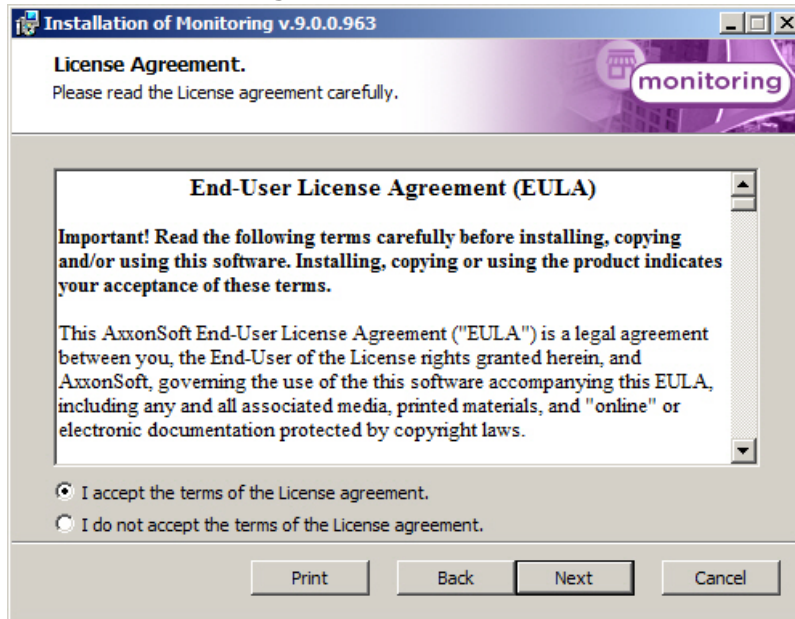 Installation of Monitoring v.9.0.0.963
License Agreement.
Please read the License agreement carefully.
monitoring
End-User License Agreement (EULA)
Important! Read the following terms carefully before installing, copying
and/or using this software. Installing, copying or using the product indicates
your acceptance of these terms.
This AxxonSoft End-User License Agreement ("EULA") is a legal agreement
between you, the End-User of the License rights granted herein, and
AxxonSoft, governing the use of the this software accompanying this EULA,
including any and all associated media, printed materials, and "online" or
electronic documentation protected by copyright laws.
I accept the terms of the License agreement.
I do not accept the terms of the License agreement.
Print Back Next Cancel